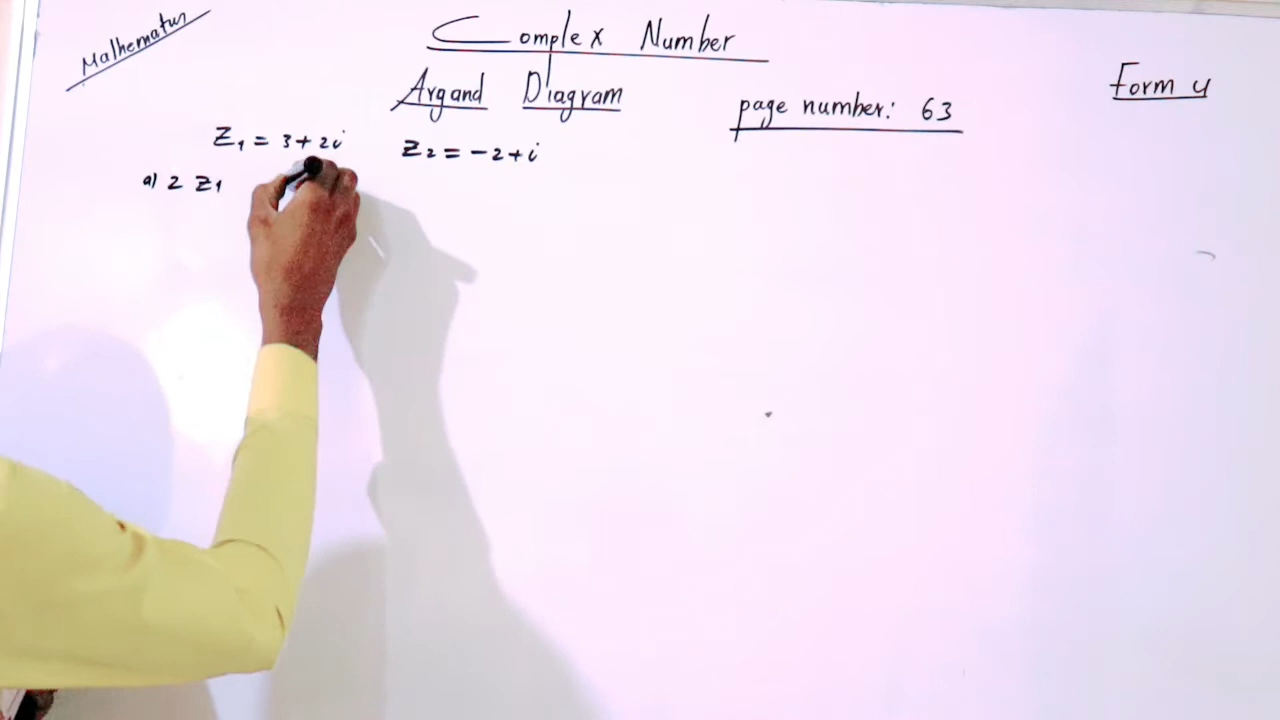 Mathematics
Complex Number
Argand Diagram
page number: 63
Form 4
Z₁ = 3+2i
Z₂ = -2+i
a) 2 Z₁